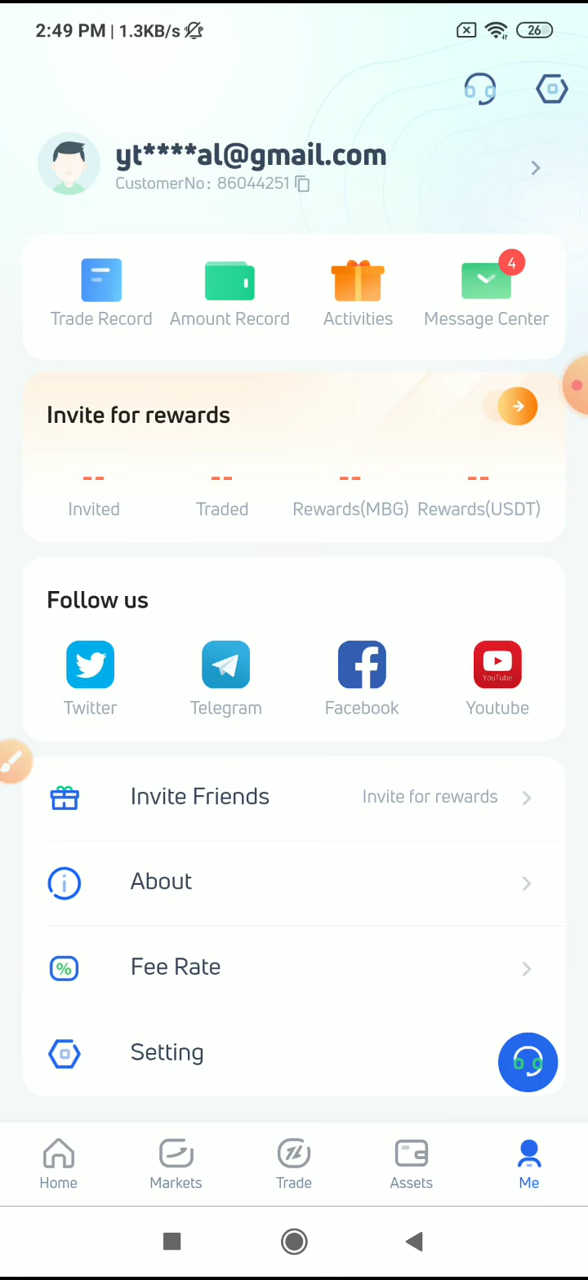 2:49 PM | 1.3KB/s
26
yt****al@gmail.com
CustomerNo: 86044251
4
Trade Record
Amount Record
Activities
Message Center
Invite for rewards
--
--
--
--
Invited
Traded
Rewards(MBG)
Rewards(USDT)
Follow us
YouTube
Twitter
Telegram
Facebook
Youtube
Invite Friends
Invite for rewards
About
%
Fee Rate
Setting
Home
Markets
Trade
Assets
Me